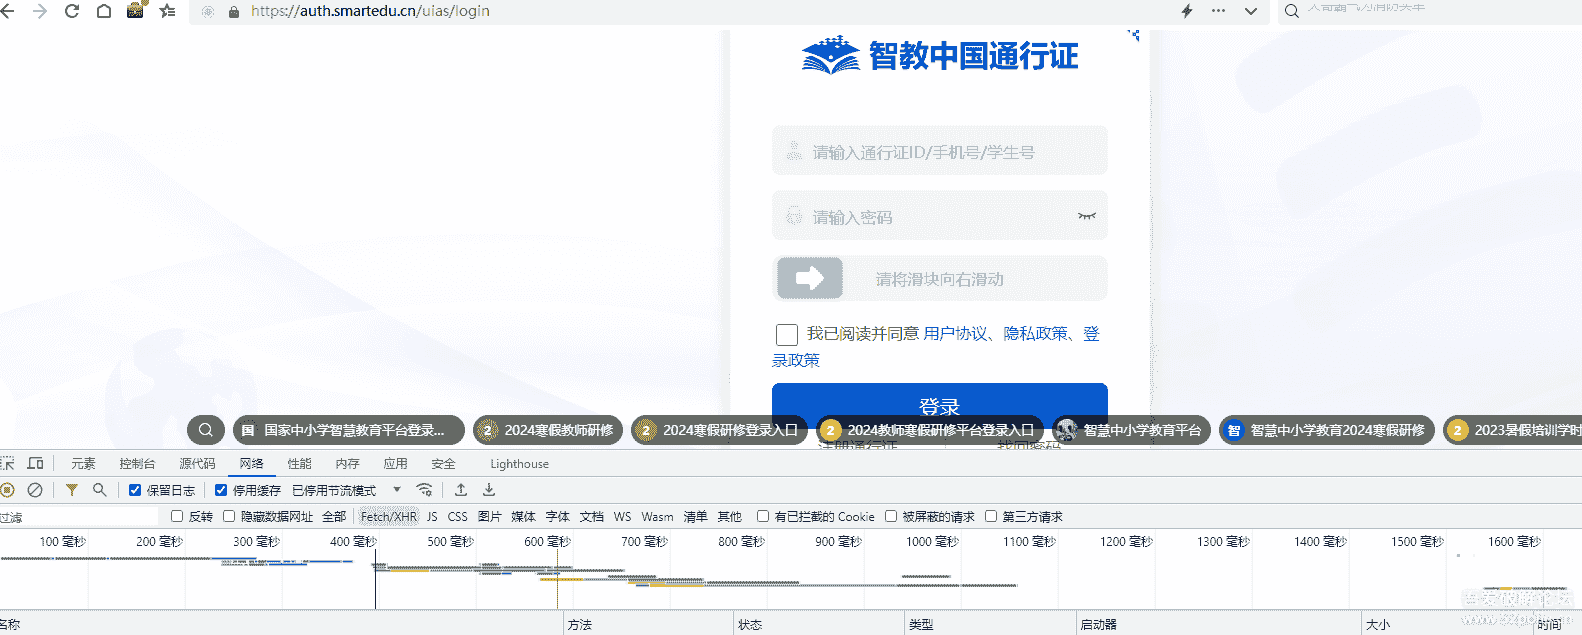 https://auth.smartedu.cn/uias/login
智教中国通行证
请输入通行证ID/手机号/学生号
请输入密码
请将滑块向右滑动
我已阅读并同意 用户协议、隐私政策、登
录政策
登录
注册通行证 找回密码
国 国家中小学智慧教育平台登录... 2 2024寒假教师研修 2 2024寒假研修登录入口 2 2024教师寒假研修平台登录入口 智慧中小学教育平台 智 智慧中小学教育2024寒假研修 2 2023暑假培训学时
元素 控制台 源代码 网络 性能 内存 应用 安全 Lighthouse
保留日志 停用缓存 已停用节流模式
过滤 反转 隐藏数据网址 全部 Fetch/XHR JS CSS 图片 媒体 字体 文档 WS Wasm 清单 其他 有已拦截的 Cookie 被屏蔽的请求 第三方请求
100 毫秒 200 毫秒 300 毫秒 400 毫秒 500 毫秒 600 毫秒 700 毫秒 800 毫秒 900 毫秒 1000 毫秒 1100 毫秒 1200 毫秒 1300 毫秒 1400 毫秒 1500 毫秒 1600 毫秒
名称 方法 状态 类型 启动器 大小 时间